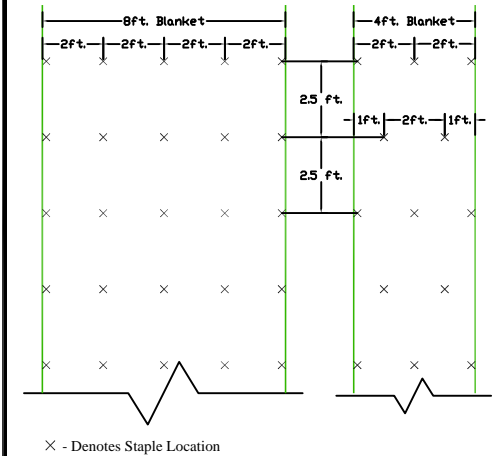 8ft. Blanket
4ft. Blanket
2ft. 2ft. 2ft. 2ft.
2ft. 2ft.
2.5 ft.
1ft. 2ft. 1ft.
2.5 ft.
× - Denotes Staple Location